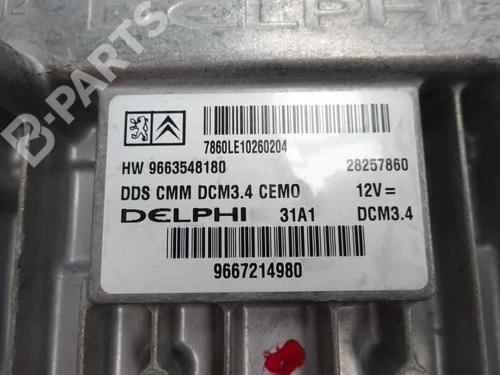 DELPHI
B-PARTS
7860LE10260204
HW 9663548180 28257860
DDS CMM DCM3.4 CEMO 12V =
DELPHI 31A1 DCM3.4
9667214980